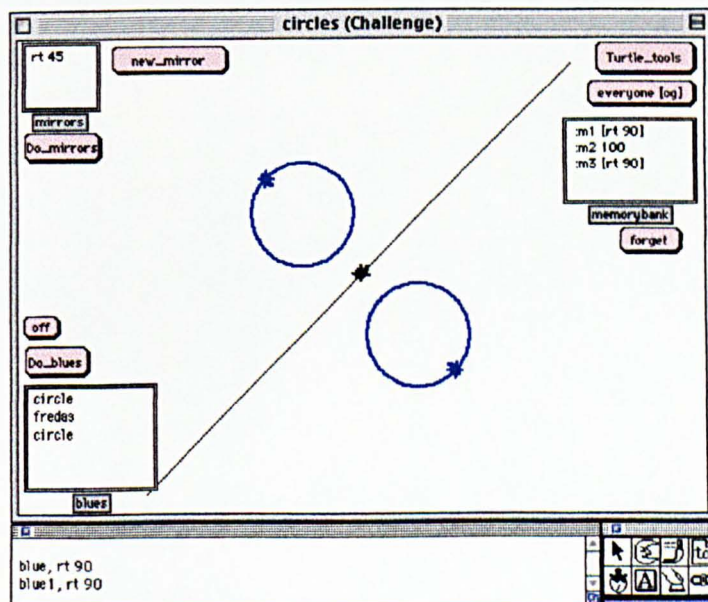 circles (Challenge)
rt 45
new_mirror
mirrors
Do_mirrors
Turtle_tools
everyone [og]
:m1 [rt 90]
:m2 100
:m3 [rt 90]
memorybank
forget
off
Do_blues
circle
fredas
circle
blues
blue, rt 90
blue1, rt 90
A